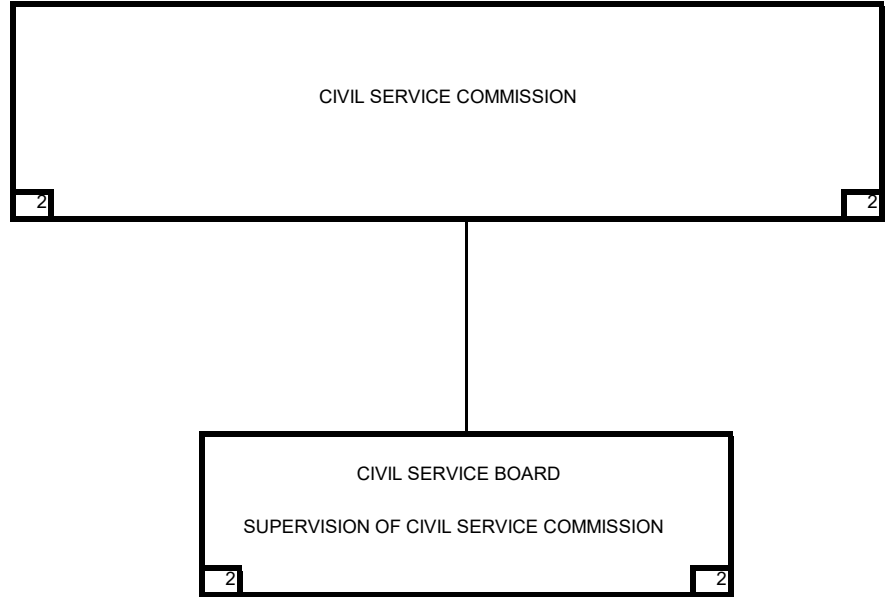 CIVIL SERVICE COMMISSION
2 2
CIVIL SERVICE BOARD
SUPERVISION OF CIVIL SERVICE COMMISSION
2 2